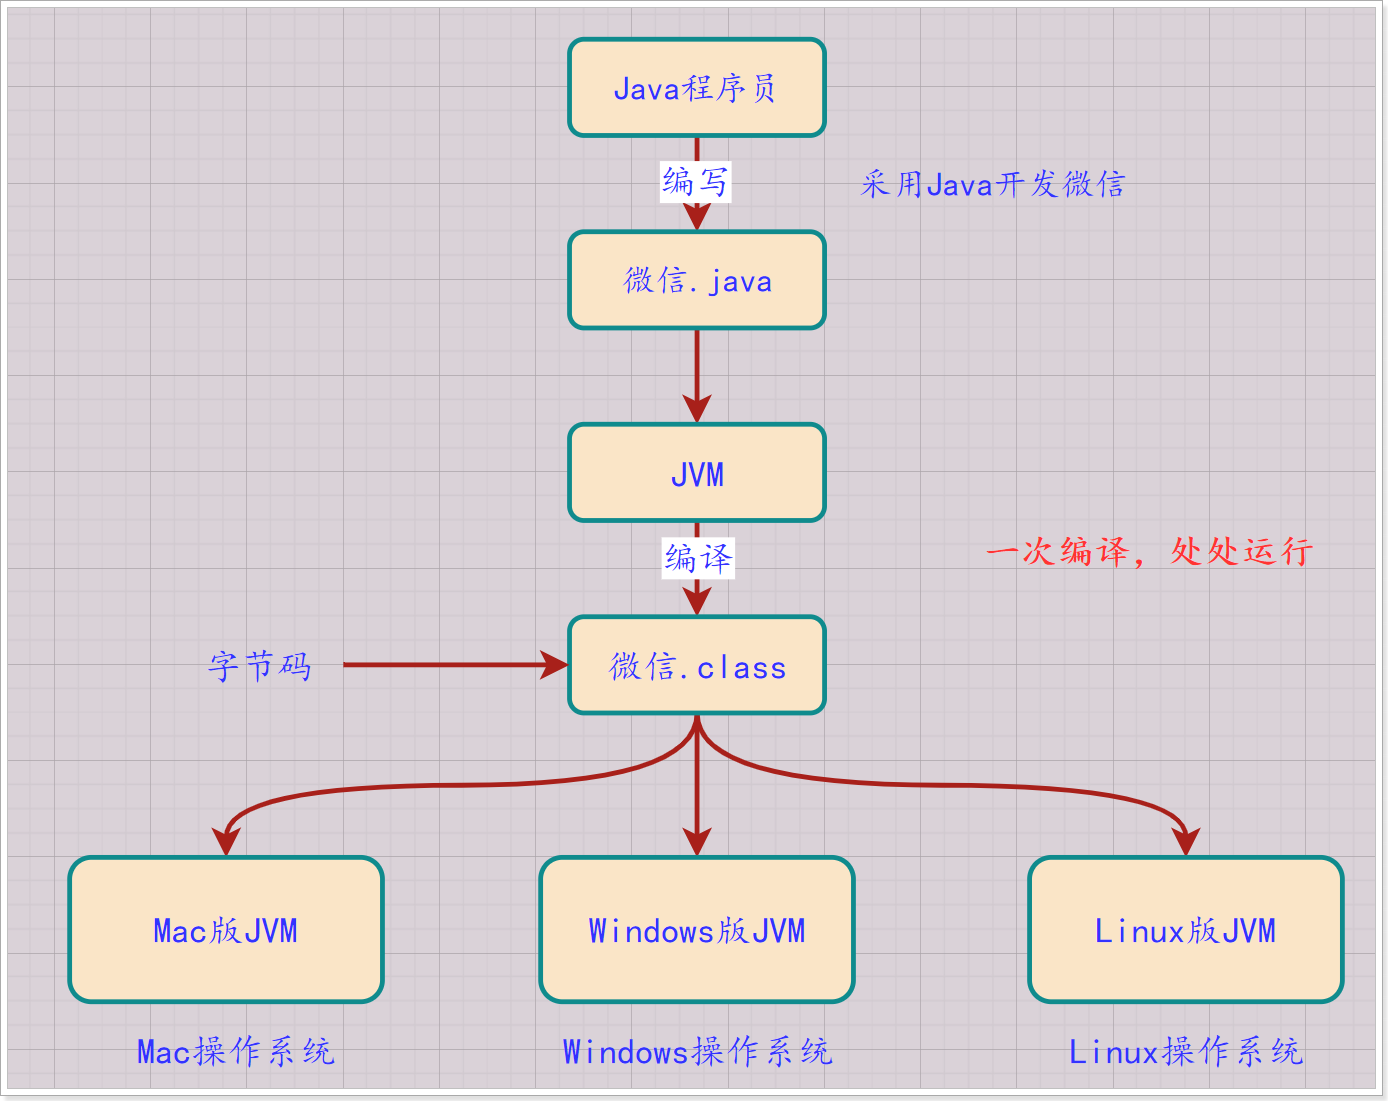 Java程序员
编写
采用Java开发微信
微信.java
JVM
编译
一次编译，处处运行
字节码
微信.class
Mac版JVM
Windows版JVM
Linux版JVM
Mac操作系统
Windows操作系统
Linux操作系统